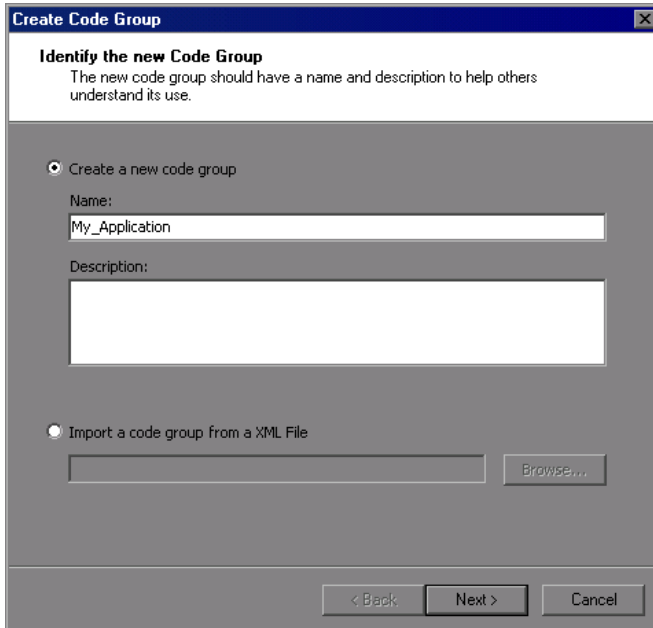 Create Code Group
Identify the new Code Group
The new code group should have a name and description to help others
understand its use.
Create a new code group
Name:
My_Application
Description:
Import a code group from a XML File
Browse...
< Back
Next >
Cancel